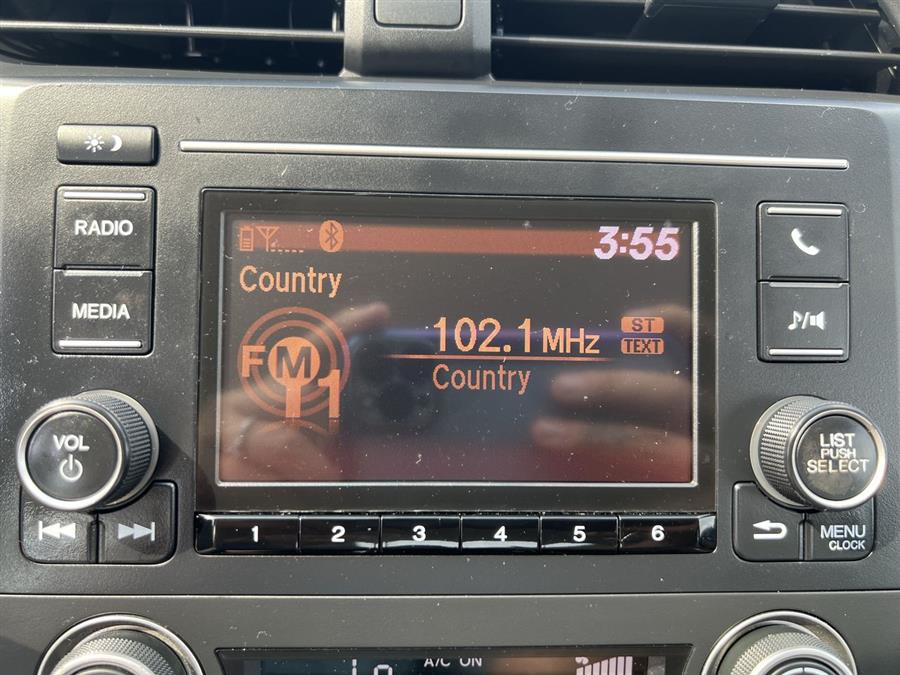 3:55
RADIO
Country
MEDIA
FM1
102.1 MHz
ST
TEXT
Country
VOL
LIST
PUSH
SELECT
1 2 3 4 5 6
MENU
CLOCK
A/C ON